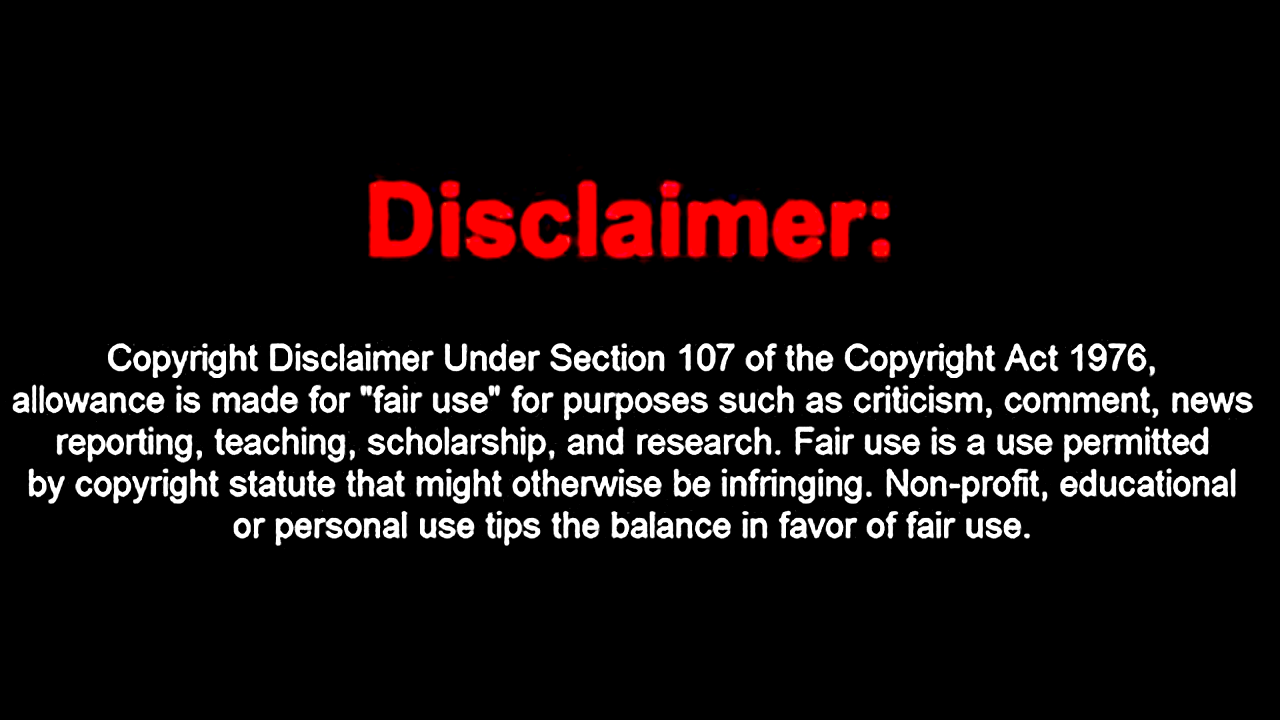 Disclaimer:
Copyright Disclaimer Under Section 107 of the Copyright Act 1976,
allowance is made for "fair use" for purposes such as criticism, comment, news
reporting, teaching, scholarship, and research. Fair use is a use permitted
by copyright statute that might otherwise be infringing. Non-profit, educational
or personal use tips the balance in favor of fair use.